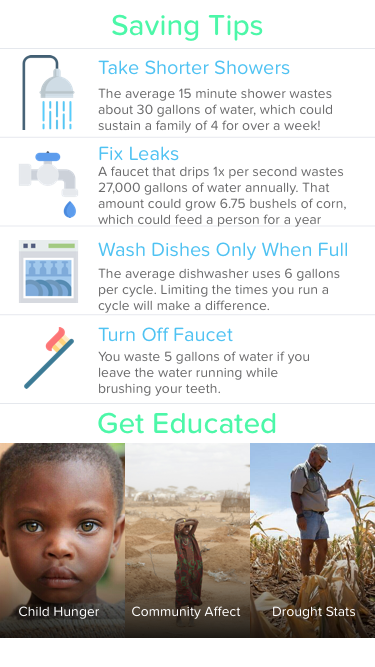 Saving Tips
Take Shorter Showers
The average 15 minute shower wastes
about 30 gallons of water, which could
sustain a family of 4 for over a week!
Fix Leaks
A faucet that drips 1x per second wastes
27,000 gallons of water annually. That
amount could grow 6.75 bushels of corn,
which could feed a person for a year
Wash Dishes Only When Full
The average dishwasher uses 6 gallons
per cycle. Limiting the times you run a
cycle will make a difference.
Turn Off Faucet
You waste 5 gallons of water if you
leave the water running while
brushing your teeth.
Get Educated
Child Hunger
Community Affect
Drought Stats